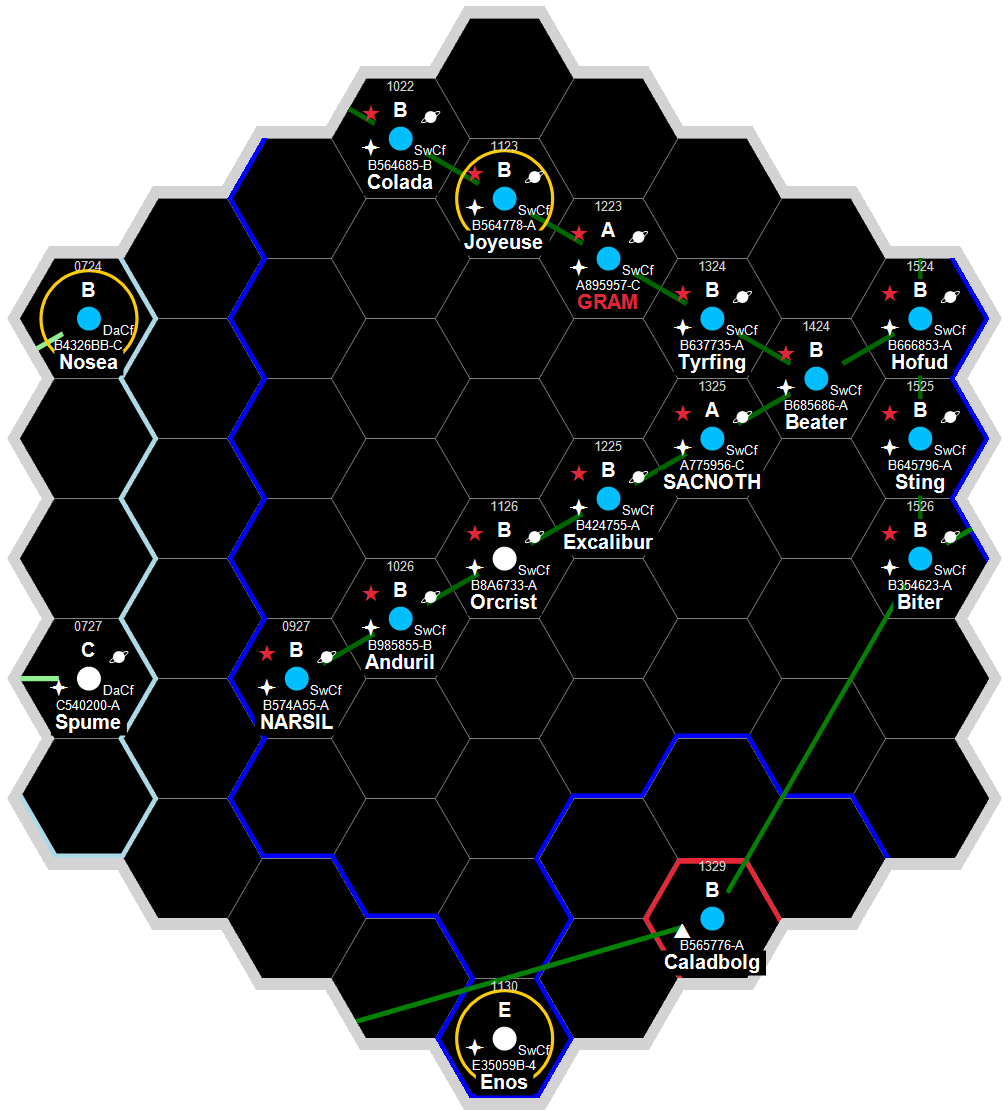 1022
B
SwCf
B564685-B
Colada
1123
B
SwCf
B564778-A
Joyeuse
1223
A
SwCf
A895957-C
GRAM
0724
B
DaCf
B4326BB-C
Nosea
1324
B
SwCf
B637735-A
Tyrfing
1524
B
SwCf
B666853-A
Hofud
1424
B
SwCf
B685686-A
Beater
1325
A
SwCf
A775956-C
SACNOTH
1525
B
SwCf
B645796-A
Sting
1225
B
SwCf
B424755-A
Excalibur
1126
B
SwCf
B8A6733-A
Orcrist
1526
B
SwCf
B354623-A
Biter
1026
B
SwCf
B985855-B
Anduril
0727
C
DaCf
C540200-A
Spume
0927
B
SwCf
B574A55-A
NARSIL
1329
B
B565776-A
Caladbolg
1130
E
SwCf
E35059B-4
Enos